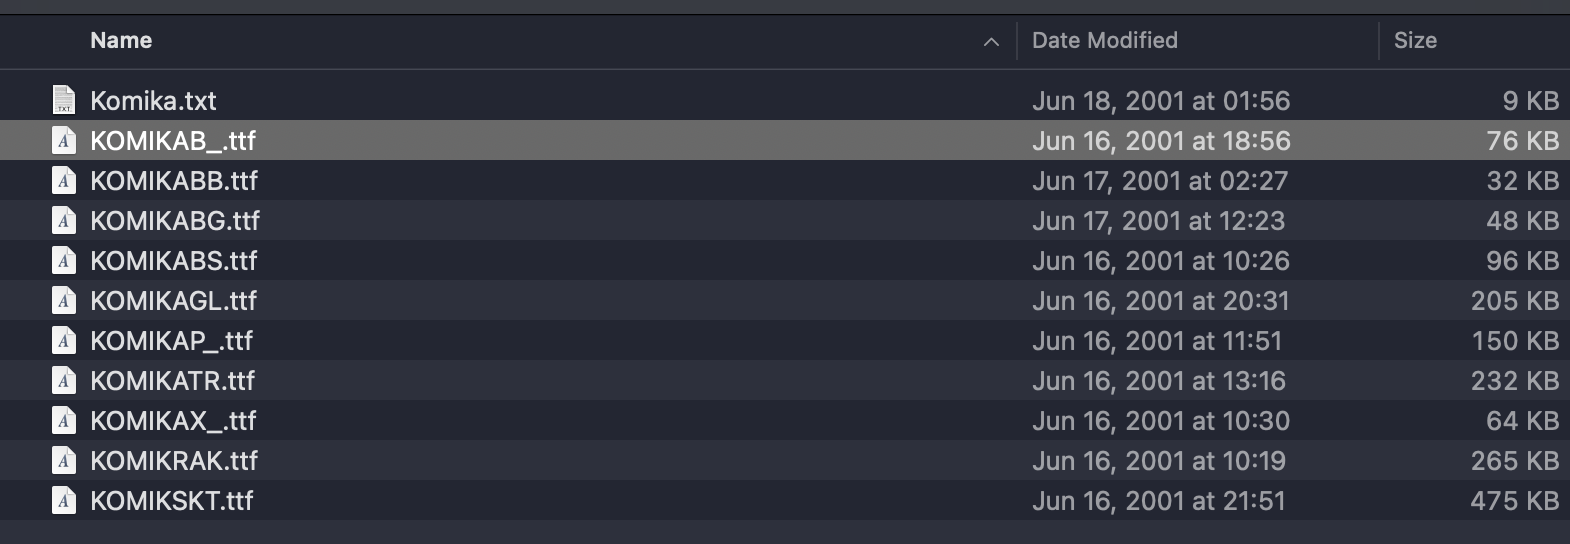 Name Date Modified Size
Komika.txt Jun 18, 2001 at 01:56 9 KB
KOMIKAB_.ttf Jun 16, 2001 at 18:56 76 KB
KOMIKABB.ttf Jun 17, 2001 at 02:27 32 KB
KOMIKABG.ttf Jun 17, 2001 at 12:23 48 KB
KOMIKABS.ttf Jun 16, 2001 at 10:26 96 KB
KOMIKAGL.ttf Jun 16, 2001 at 20:31 205 KB
KOMIKAP_.ttf Jun 16, 2001 at 11:51 150 KB
KOMIKATR.ttf Jun 16, 2001 at 13:16 232 KB
KOMIKAX_.ttf Jun 16, 2001 at 10:30 64 KB
KOMIKRAK.ttf Jun 16, 2001 at 10:19 265 KB
KOMIKSKT.ttf Jun 16, 2001 at 21:51 475 KB